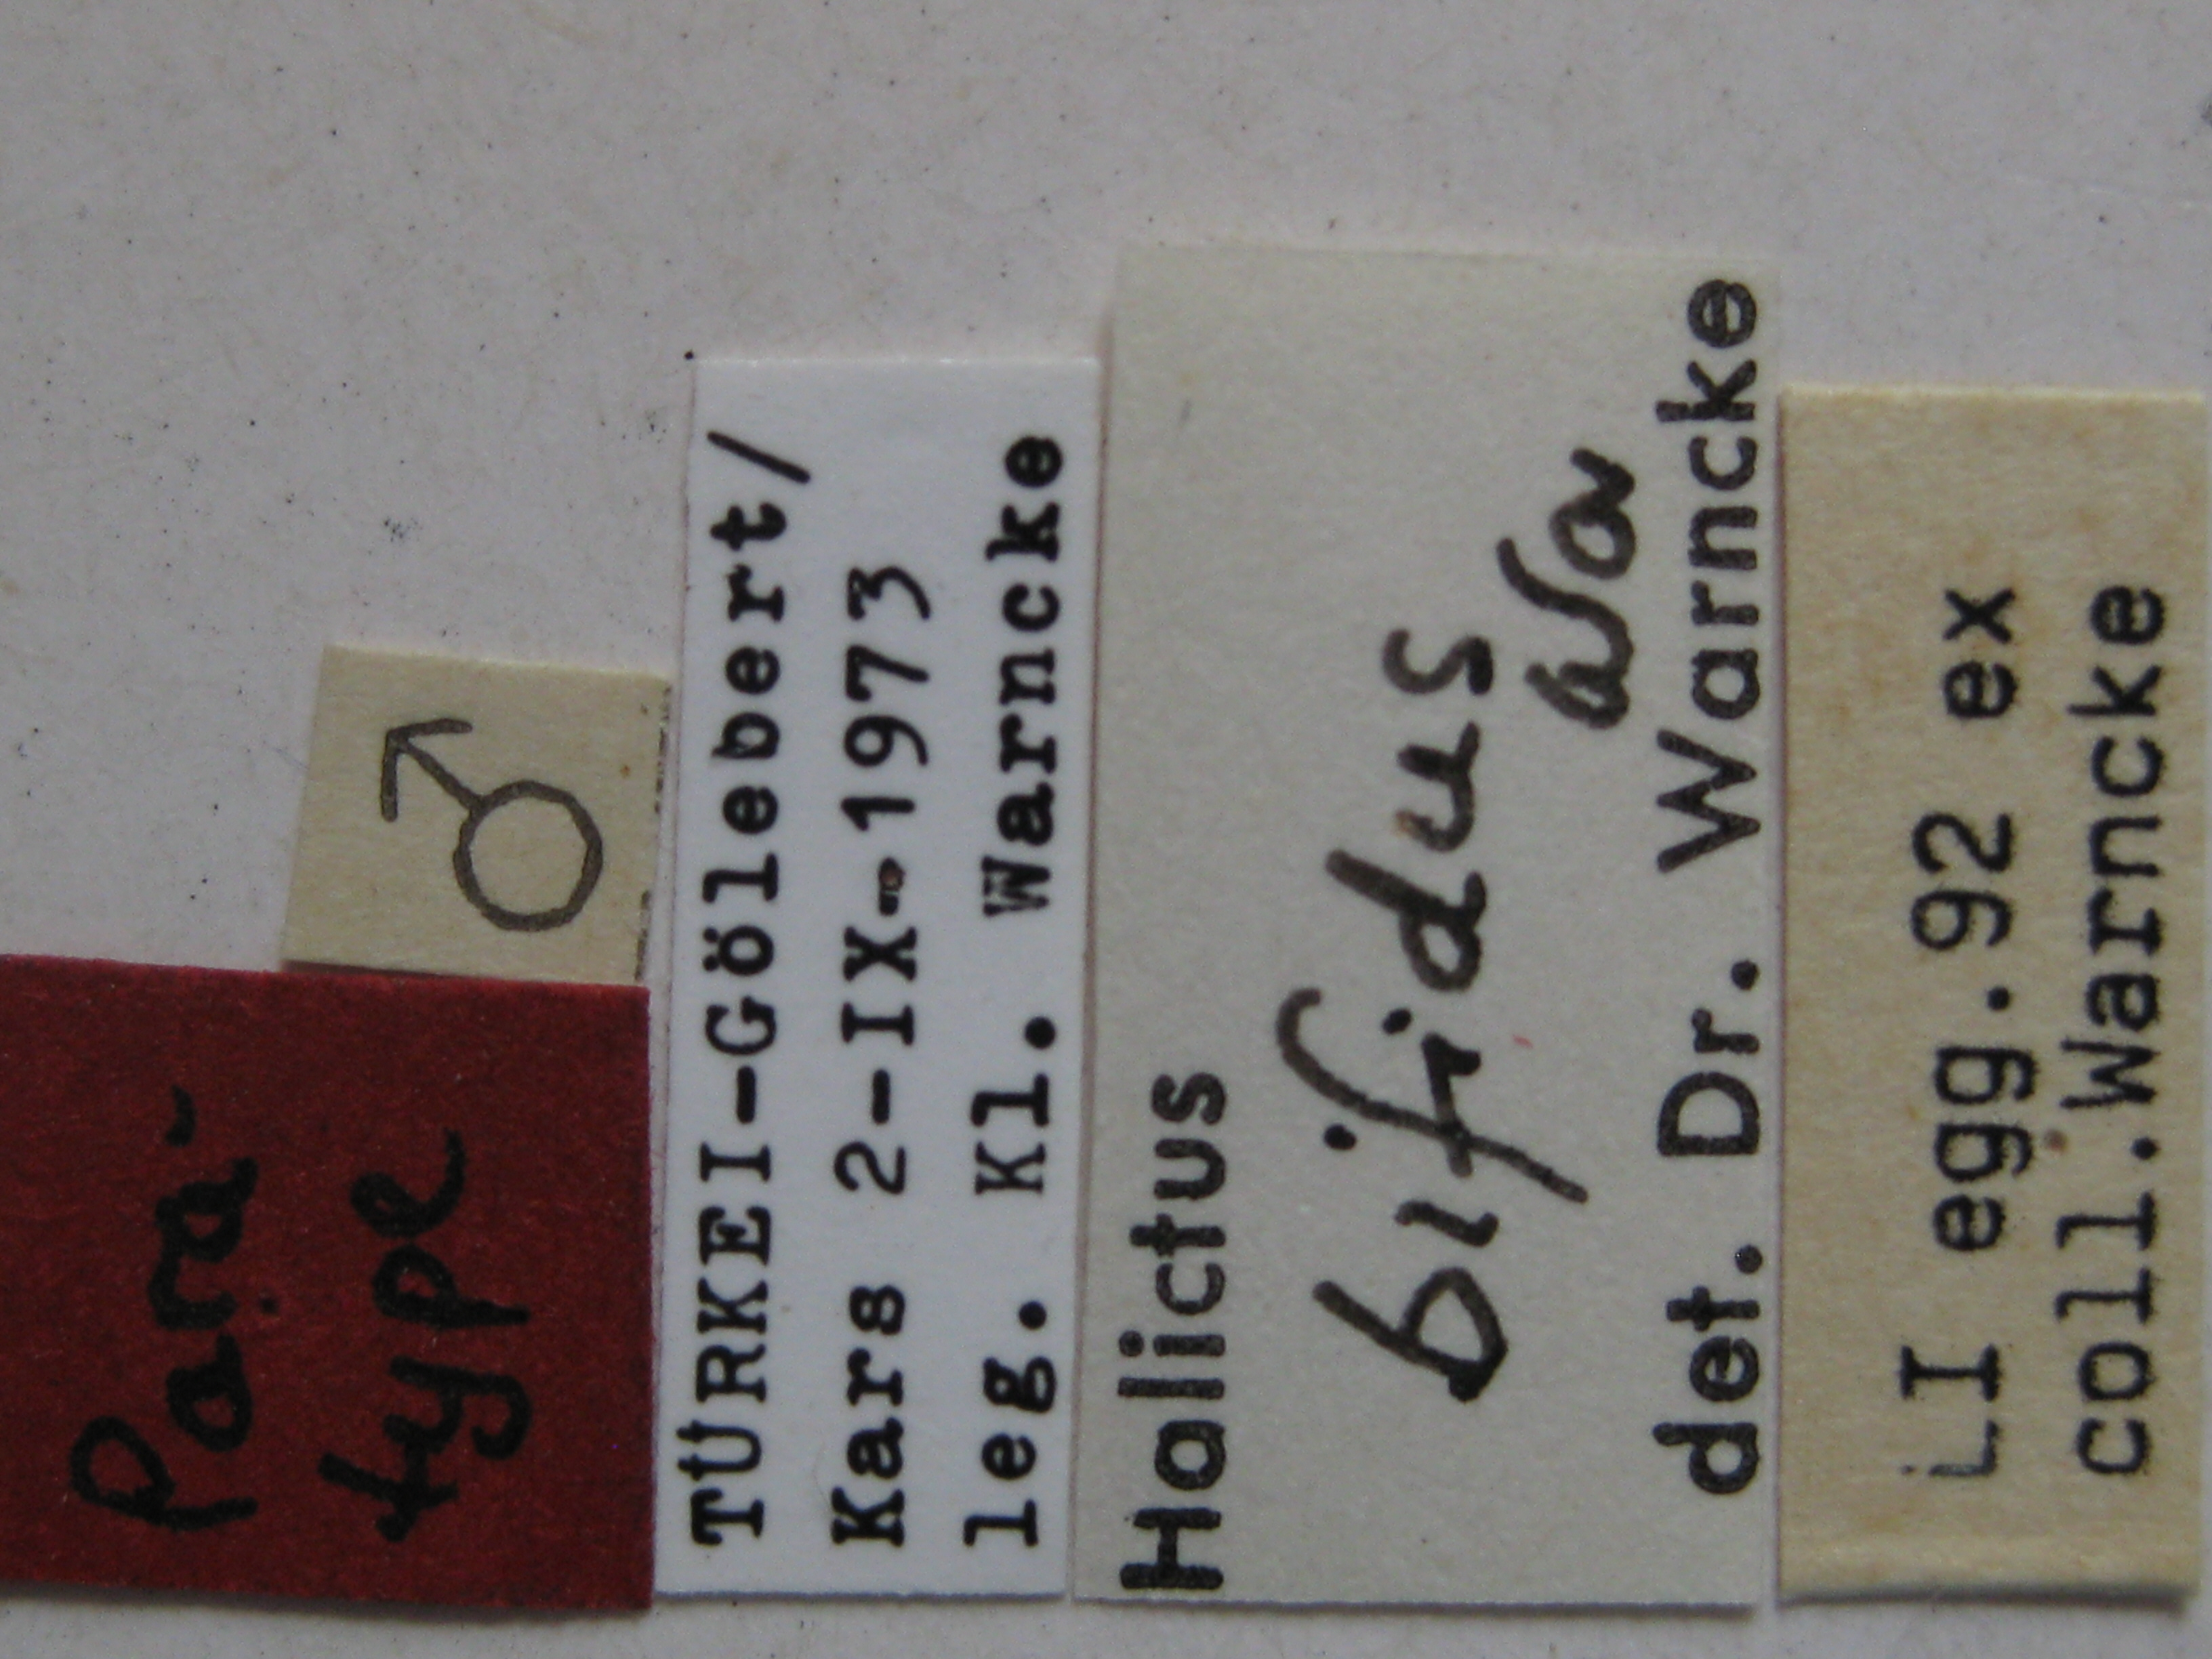 Para-
type
♂
TÜRKEI-Gölebert/
Kars 2-IX-1973
leg. Kl. Warncke
Halictus
bifidus
War
det. Dr. Warncke
LI egg.92 ex
coll.Warncke